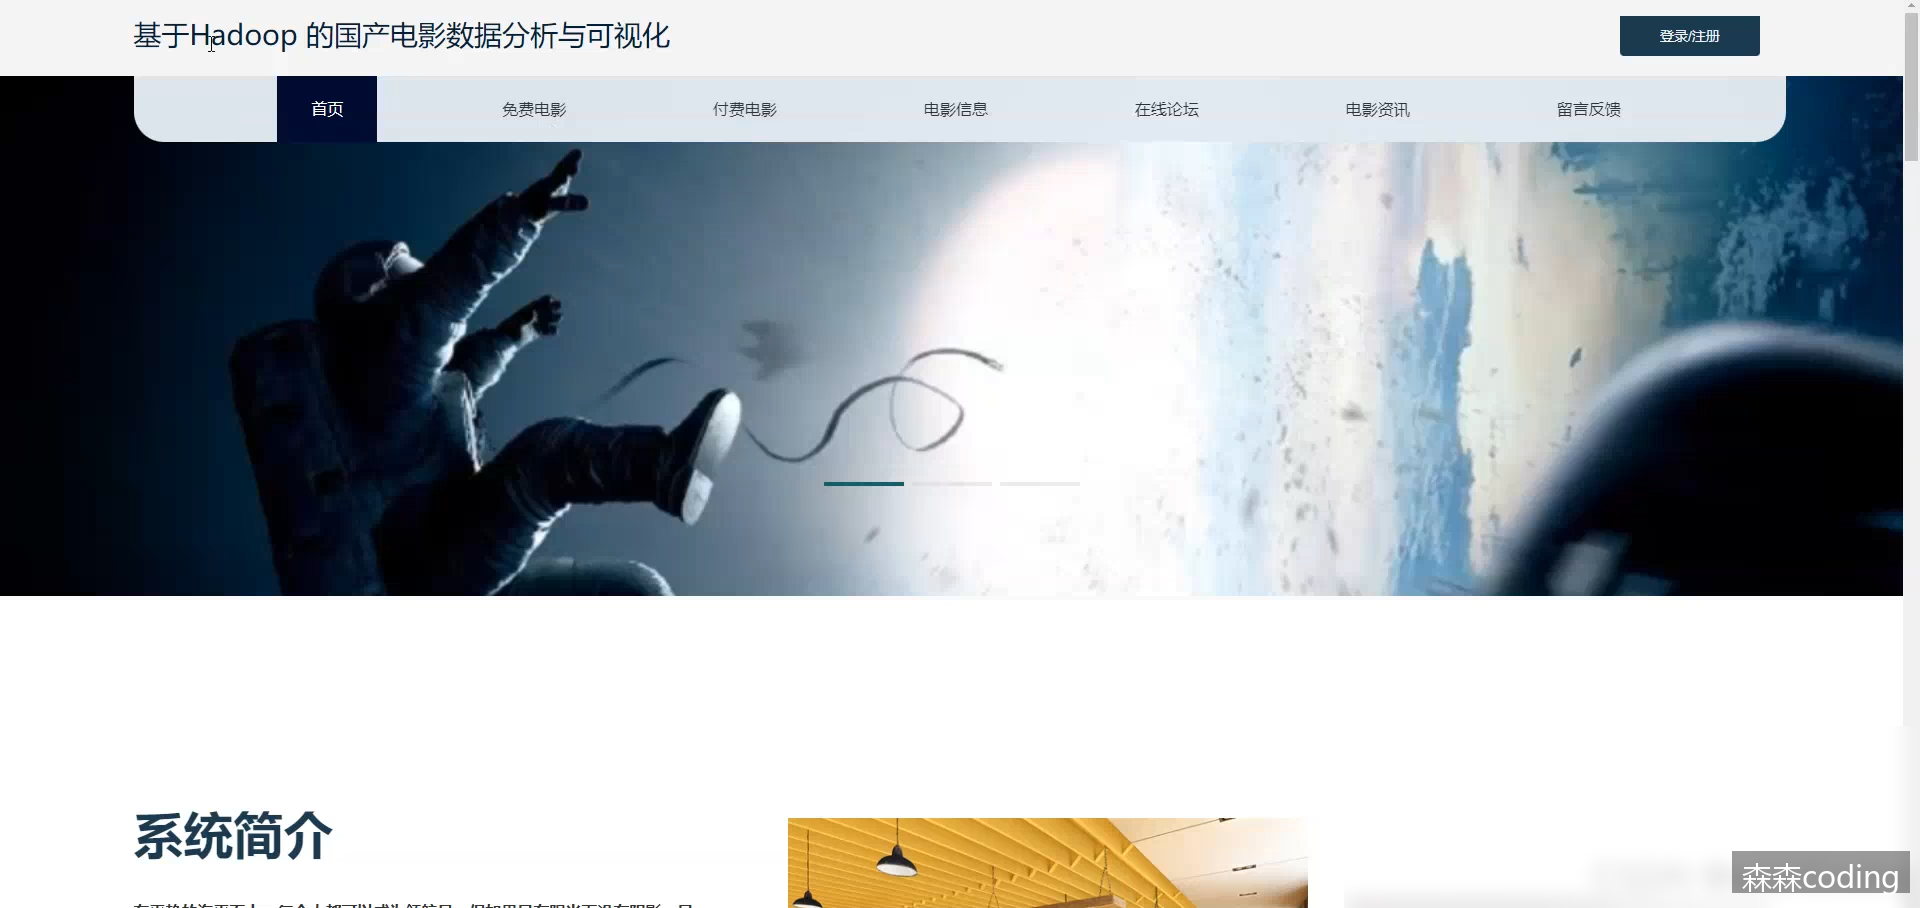 基于Hadoop 的国产电影数据分析与可视化
登录/注册
首页
免费电影
付费电影
电影信息
在线论坛
电影资讯
留言反馈
系统简介
森森coding